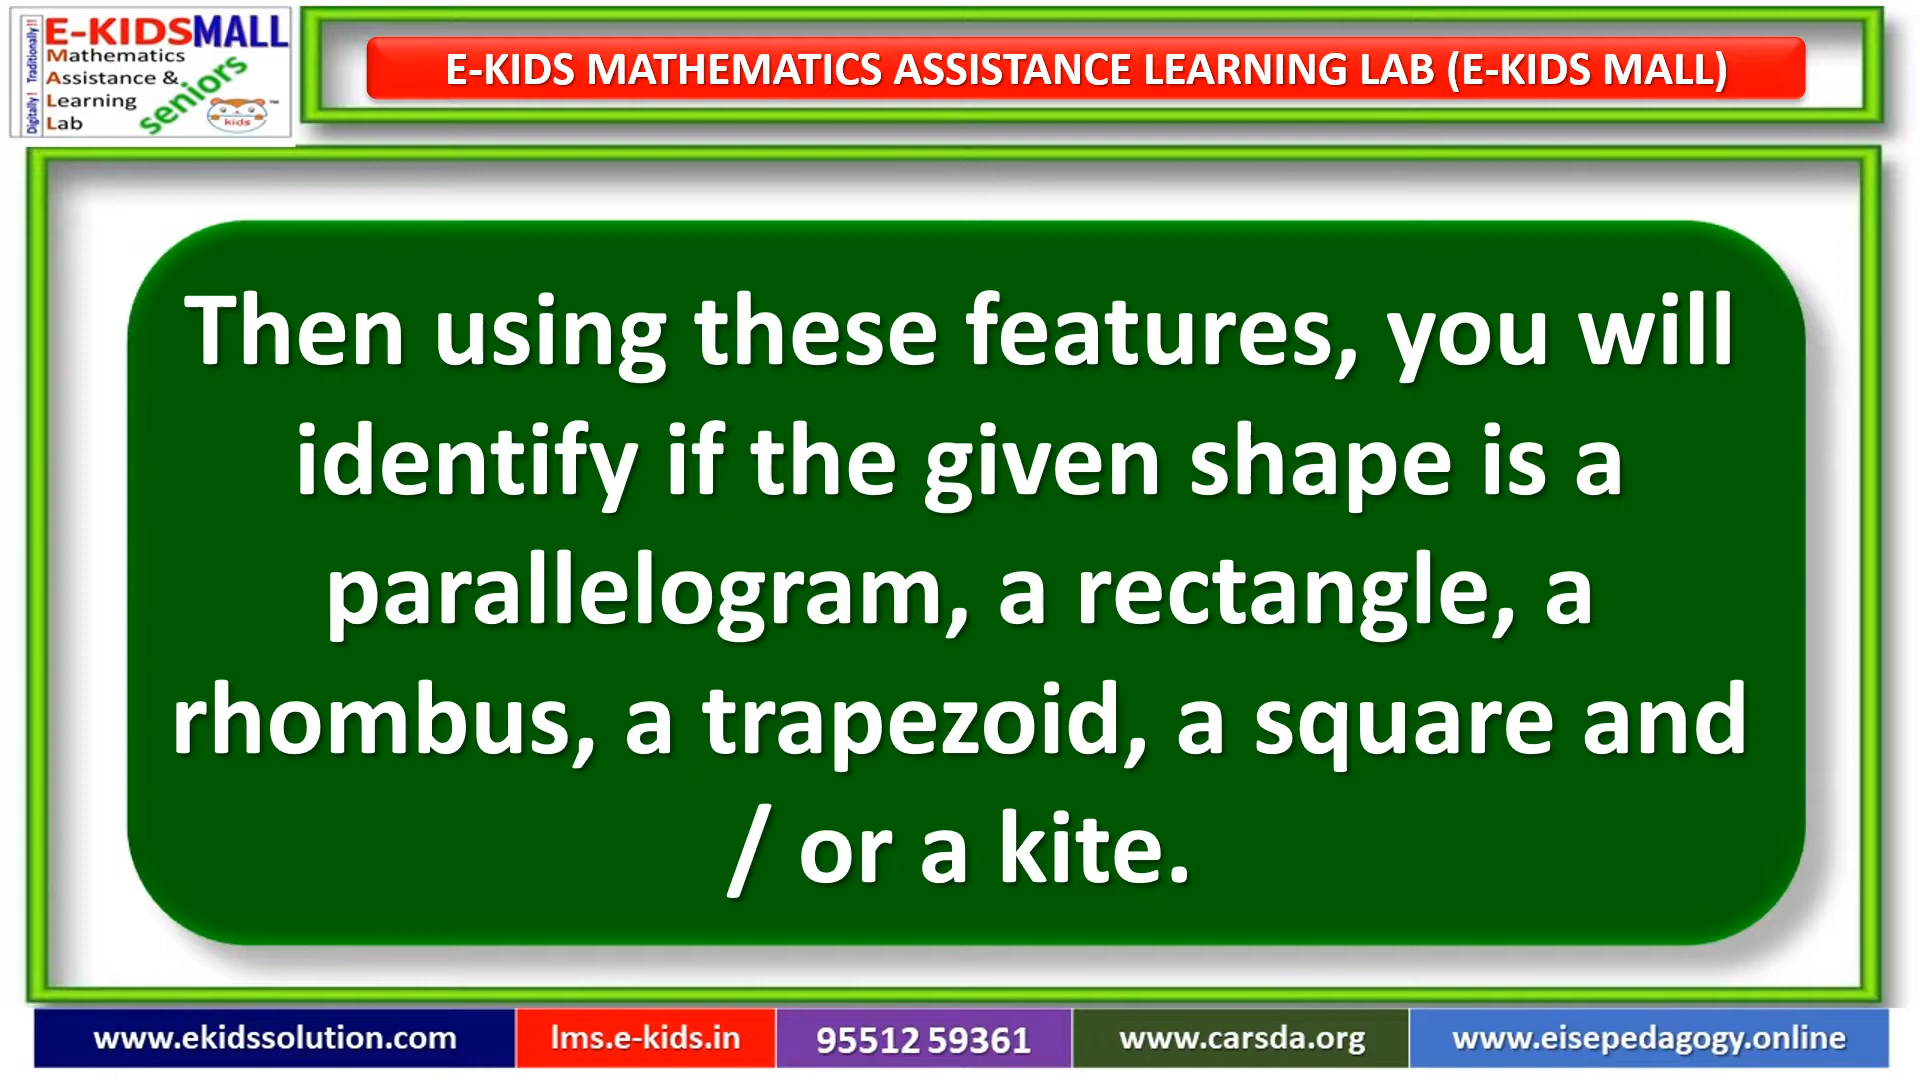 E-KIDSMALL
Mathematics
Assistance &
Learning
Lab
Digitally ! Traditionally!!
seniors
kids
™
E-KIDS MATHEMATICS ASSISTANCE LEARNING LAB (E-KIDS MALL)
Then using these features, you will
identify if the given shape is a
parallelogram, a rectangle, a
rhombus, a trapezoid, a square and
/ or a kite.
www.ekidssolution.com
lms.e-kids.in
95512 59361
www.carsda.org
www.eisepedagogy.online